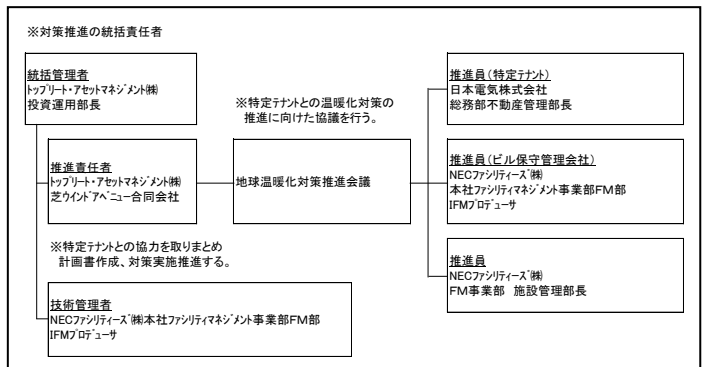 ※対策推進の統括責任者
統括管理者
トップリート・アセットマネジメント㈱
投資運用部長
推進責任者
トップリート・アセットマネジメント㈱
芝ウインドアベニュー合同会社
※特定テナントとの協力を取りまとめ
計画書作成、対策実施推進する。
技術管理者
NECファシリティーズ㈱本社ファシリティマネジメント事業部FM部
IFMプロデューサ
※特定テナントとの温暖化対策の
推進に向けた協議を行う。
地球温暖化対策推進会議
推進員(特定テナント)
日本電気株式会社
総務部不動産管理部長
推進員(ビル保守管理会社)
NECファシリティーズ㈱
本社ファシリティマネジメント事業部FM部
IFMプロデューサ
推進員
NECファシリティーズ㈱
FM事業部 施設管理部長